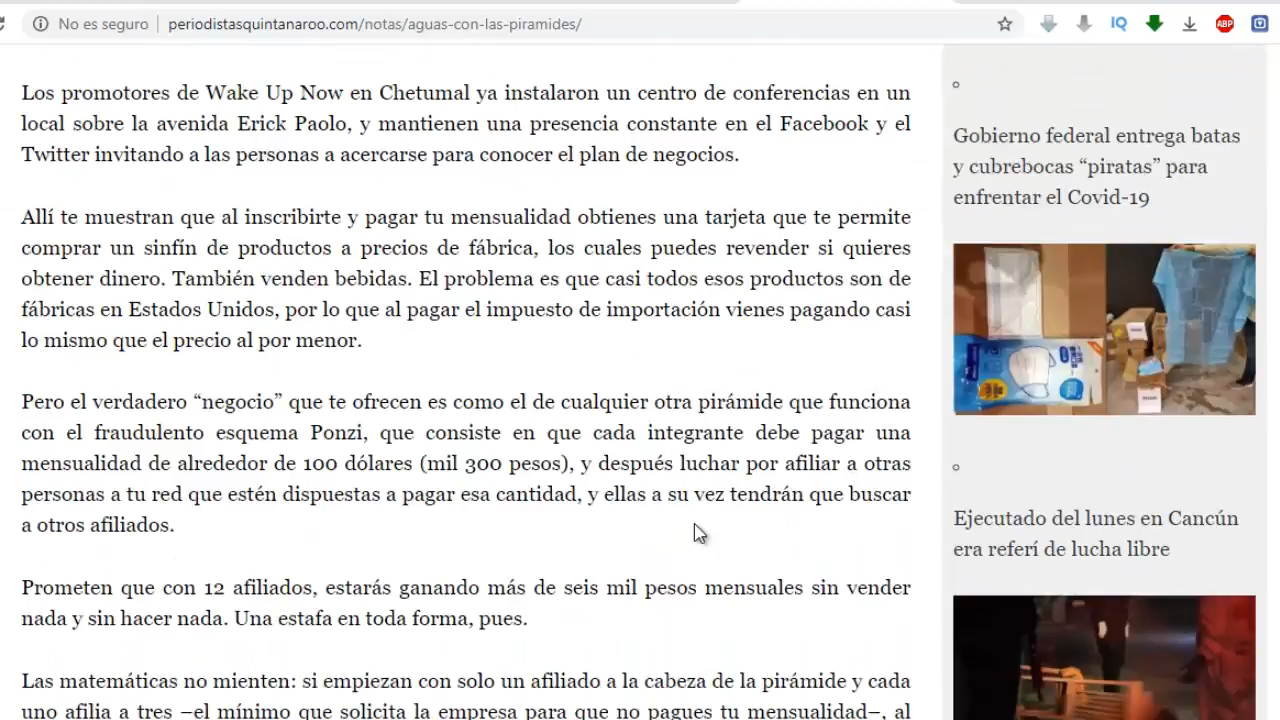 No es seguro
periodistasquintanaroo.com/notas/aguas-con-las-piramides/
IQ
ABP
Los promotores de Wake Up Now en Chetumal ya instalaron un centro de conferencias en un
local sobre la avenida Erick Paolo, y mantienen una presencia constante en el Facebook y el
Twitter invitando a las personas a acercarse para conocer el plan de negocios.
Allí te muestran que al inscribirte y pagar tu mensualidad obtienes una tarjeta que te permite
comprar un sinfín de productos a precios de fábrica, los cuales puedes revender si quieres
obtener dinero. También venden bebidas. El problema es que casi todos esos productos son de
fábricas en Estados Unidos, por lo que al pagar el impuesto de importación vienes pagando casi
lo mismo que el precio al por menor.
Pero el verdadero “negocio” que te ofrecen es como el de cualquier otra pirámide que funciona
con el fraudulento esquema Ponzi, que consiste en que cada integrante debe pagar una
mensualidad de alrededor de 100 dólares (mil 300 pesos), y después luchar por afiliar a otras
personas a tu red que estén dispuestas a pagar esa cantidad, y ellas a su vez tendrán que buscar
a otros afiliados.
Prometen que con 12 afiliados, estarás ganando más de seis mil pesos mensuales sin vender
nada y sin hacer nada. Una estafa en toda forma, pues.
Las matemáticas no mienten: si empiezan con solo un afiliado a la cabeza de la pirámide y cada
uno afilia a tres –el mínimo que solicita la empresa para que no pagues tu mensualidad–, al
Gobierno federal entrega batas
y cubrebocas “piratas” para
enfrentar el Covid-19
Ejecutado del lunes en Cancún
era referí de lucha libre